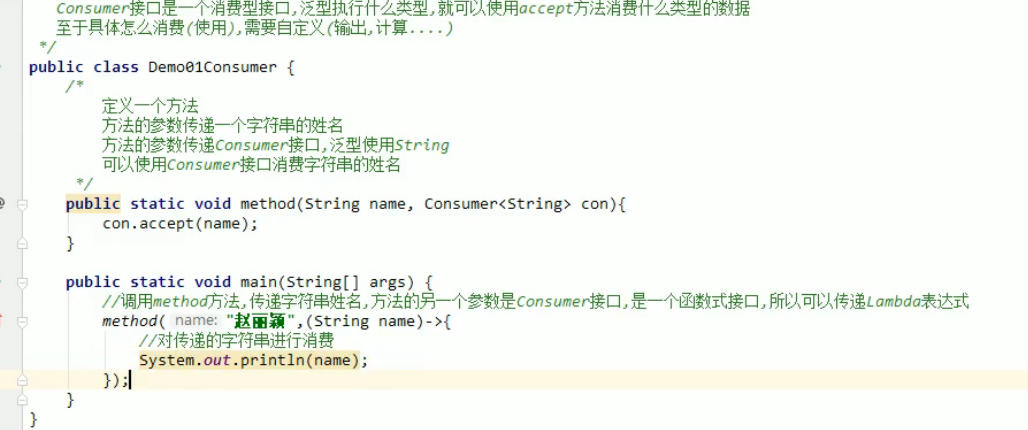 Consumer接口是一个消费型接口,泛型执行什么类型,就可以使用accept方法消费什么类型的数据
至于具体怎么消费(使用),需要自定义(输出,计算....)
*/
public class Demo01Consumer {
/*
定义一个方法
方法的参数传递一个字符串的姓名
方法的参数传递Consumer接口,泛型使用String
可以使用Consumer接口消费字符串的姓名
*/
public static void method(String name, Consumer<String> con){
con.accept(name);
}
public static void main(String[] args) {
//调用method方法,传递字符串姓名,方法的另一个参数是Consumer接口,是一个函数式接口,所以可以传递Lambda表达式
method( name: "赵丽颖",(String name)->{
//对传递的字符串进行消费
System.out.println(name);
});
}
}